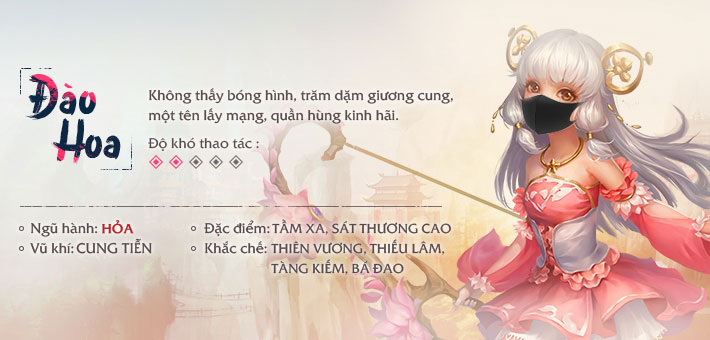 Đào
Hoa
Không thấy bóng hình, trăm dặm giương cung,
một tên lấy mạng, quần hùng kinh hãi.
Độ khó thao tác :
Ngũ hành: HỎA
Vũ khí: CUNG TIỄN
Đặc điểm: TẦM XA, SÁT THƯƠNG CAO
Khắc chế: THIÊN VƯƠNG, THIẾU LÂM,
TÀNG KIẾM, BÁ ĐAO